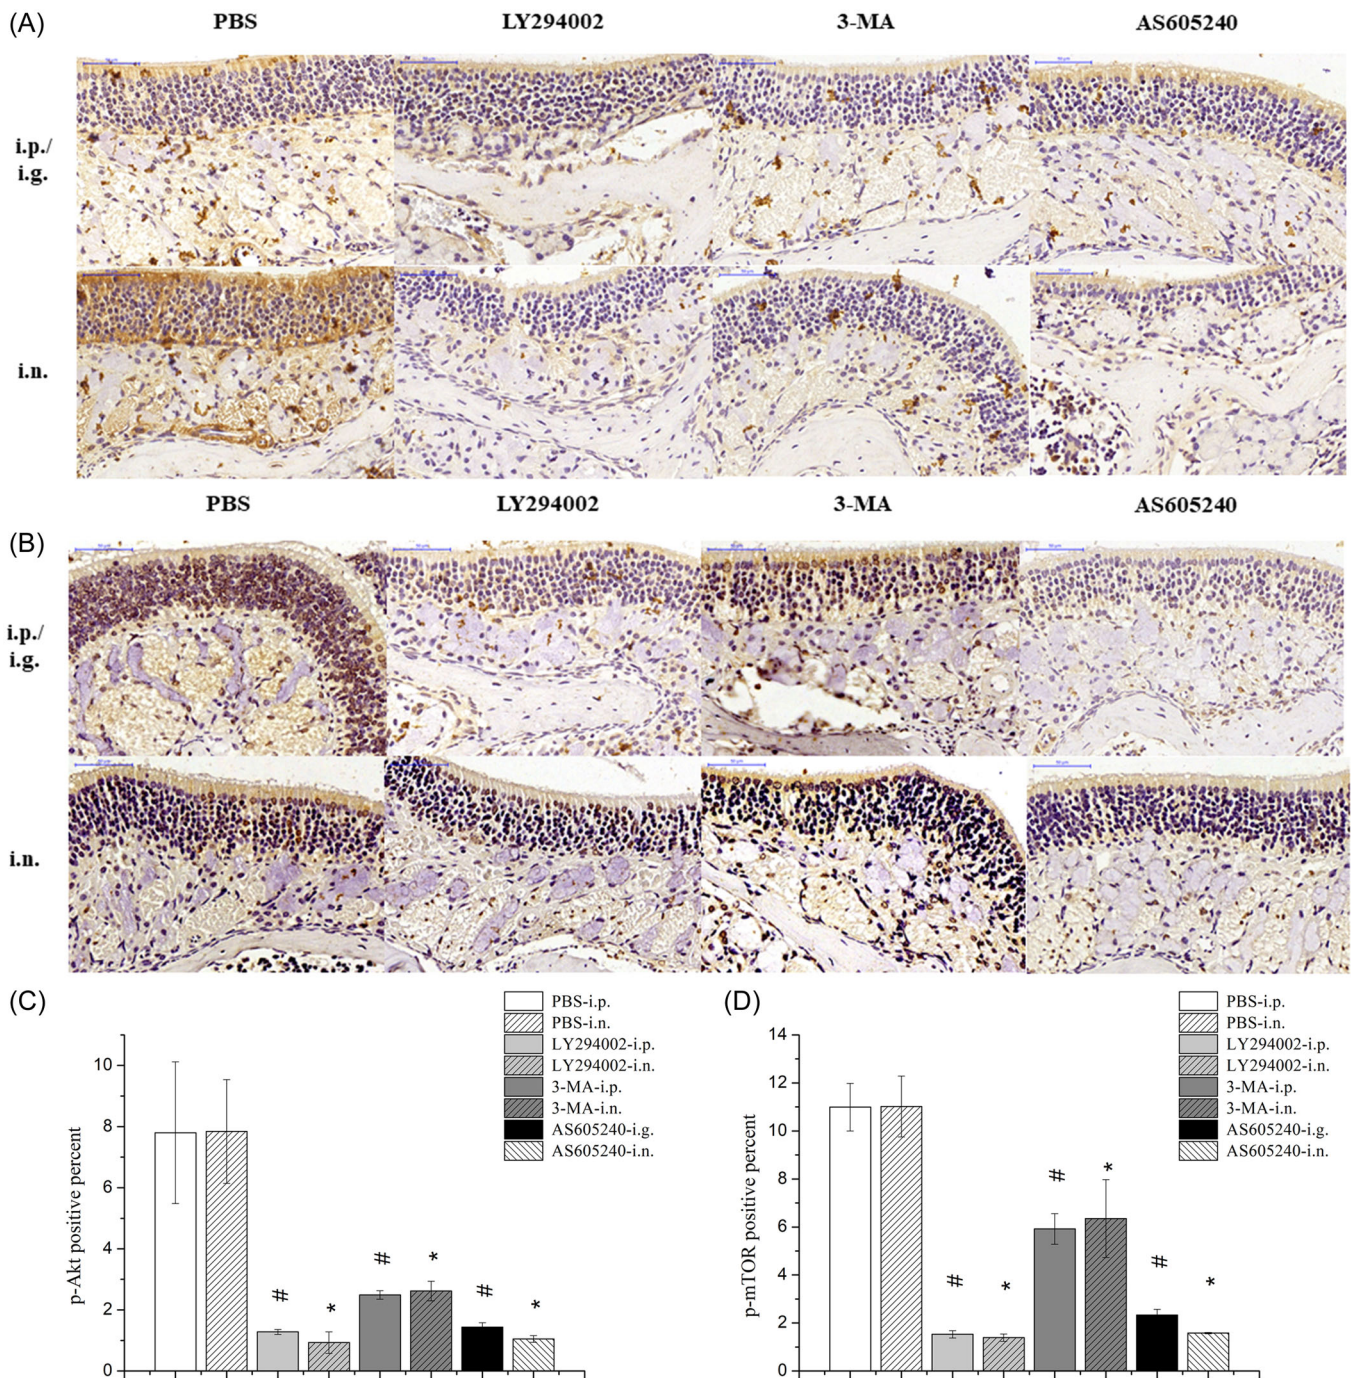 (A)
PBS LY294002 3-MA AS605240
i.p./
i.g.
i.n.
PBS LY294002 3-MA AS605240
(B)
i.p./
i.g.
i.n.
(C)
PBS-i.p.
PBS-i.n.
LY294002-i.p.
LY294002-i.n.
3-MA-i.p.
3-MA-i.n.
AS605240-i.g.
AS605240-i.n.
p-Akt positive percent
10
8
6
4
2
0
# * # * # *
(D)
PBS-i.p.
PBS-i.n.
LY294002-i.p.
LY294002-i.n.
3-MA-i.p.
3-MA-i.n.
AS605240-i.g.
AS605240-i.n.
p-mTOR positive percent
14
12
10
8
6
4
2
0
# * # * # *